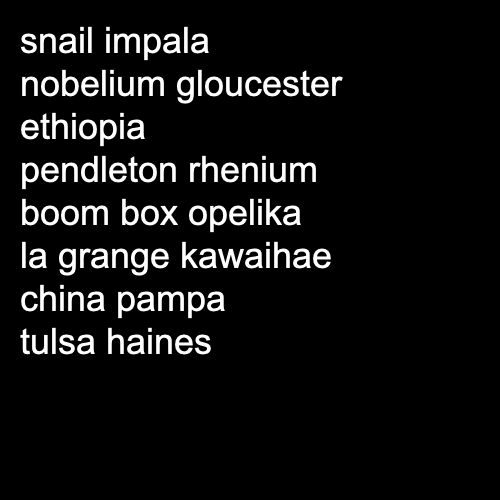 snail impala
nobelium gloucester
ethiopia
pendleton rhenium
boom box opelika
la grange kawaihae
china pampa
tulsa haines